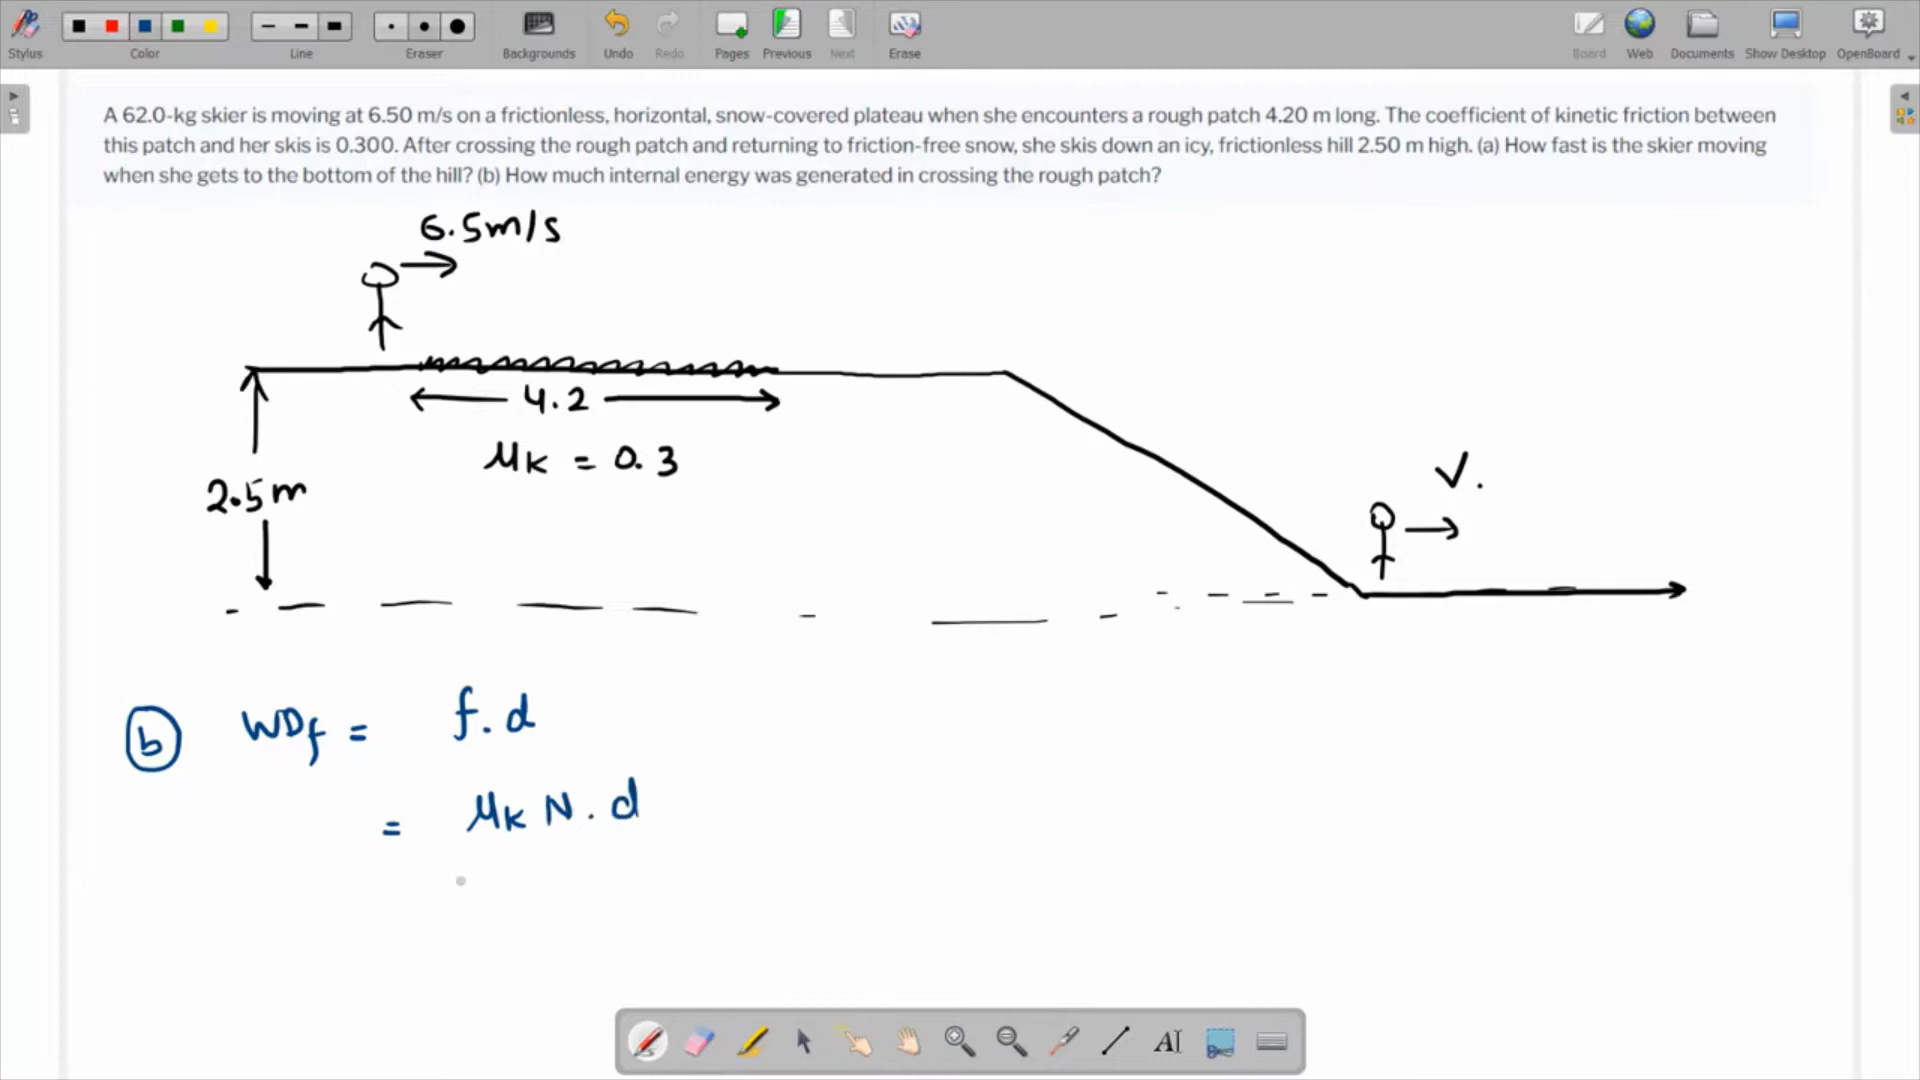 Stylus Color Line Eraser Backgrounds Undo Redo Pages Previous Next Erase Board Web Documents Show Desktop OpenBoard
A 62.0-kg skier is moving at 6.50 m/s on a frictionless, horizontal, snow-covered plateau when she encounters a rough patch 4.20 m long. The coefficient of kinetic friction between
this patch and her skis is 0.300. After crossing the rough patch and returning to friction-free snow, she skis down an icy, frictionless hill 2.50 m high. (a) How fast is the skier moving
when she gets to the bottom of the hill? (b) How much internal energy was generated in crossing the rough patch?
6.5m/s
4.2
μk = 0.3
2.5m
V.
b WDf = f.d
= μk N.d
AI